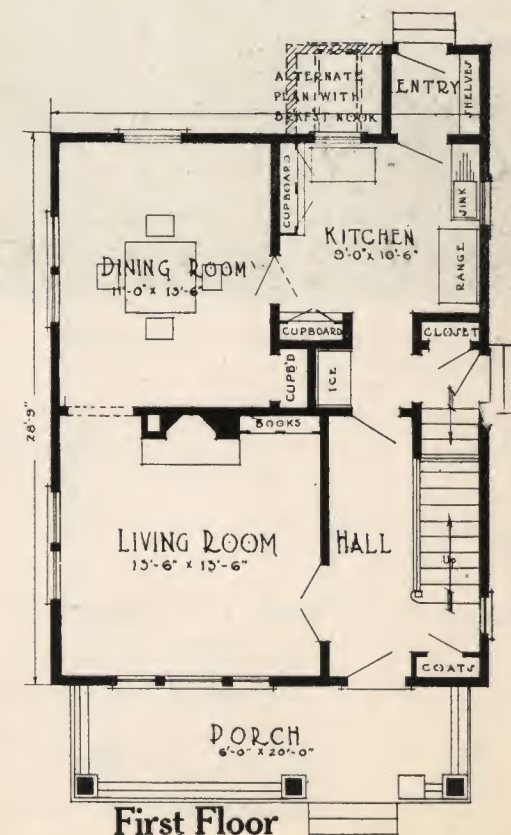 ALTERNATE
PLAN WITH
BRKFST NOOK
ENTRY
SHELVES
CUPBOARD
KITCHEN
9'-0" X 10'-6"
SINK
RANGE
DINING ROOM
11'-0" X 13'-6"
CUPBOARD
CLOSET
CUPB'D
ICE
28'-9"
BOOKS
LIVING ROOM
13'-6" X 13'-6"
HALL
UP
COATS
PORCH
6'-0" X 20'-0"
First Floor